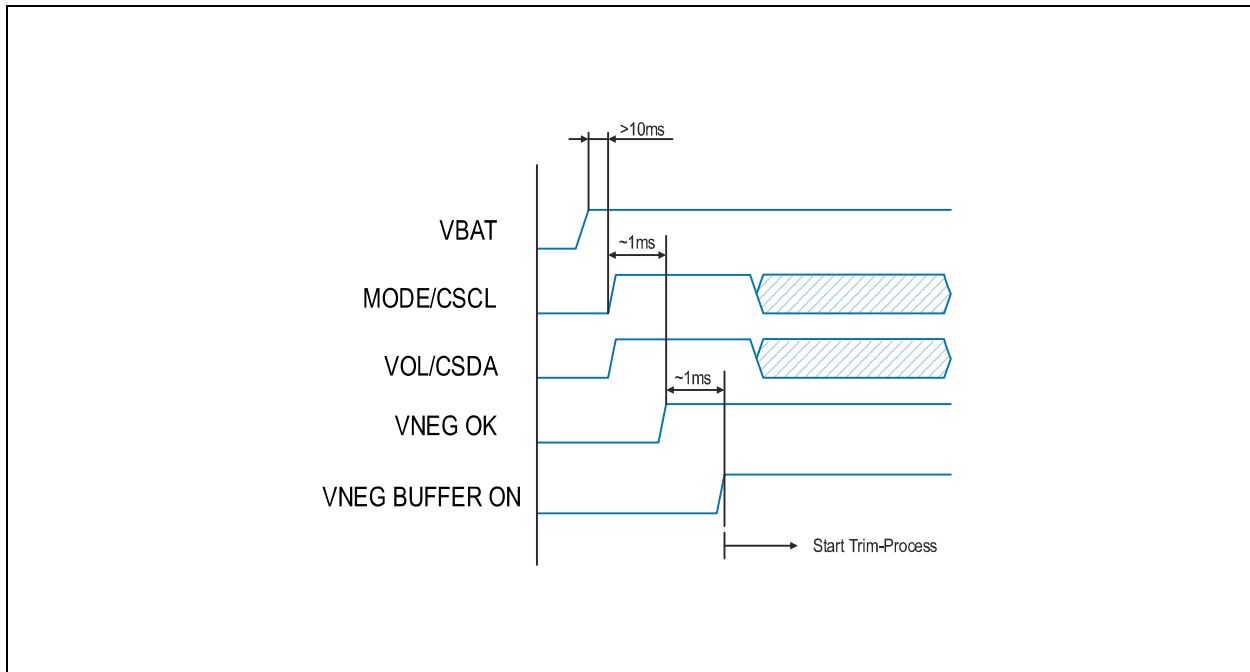 >10ms
VBAT
~1ms
MODE/CSCL
VOL/CSDA
~1ms
VNEG OK
VNEG BUFFER ON
Start Trim-Process